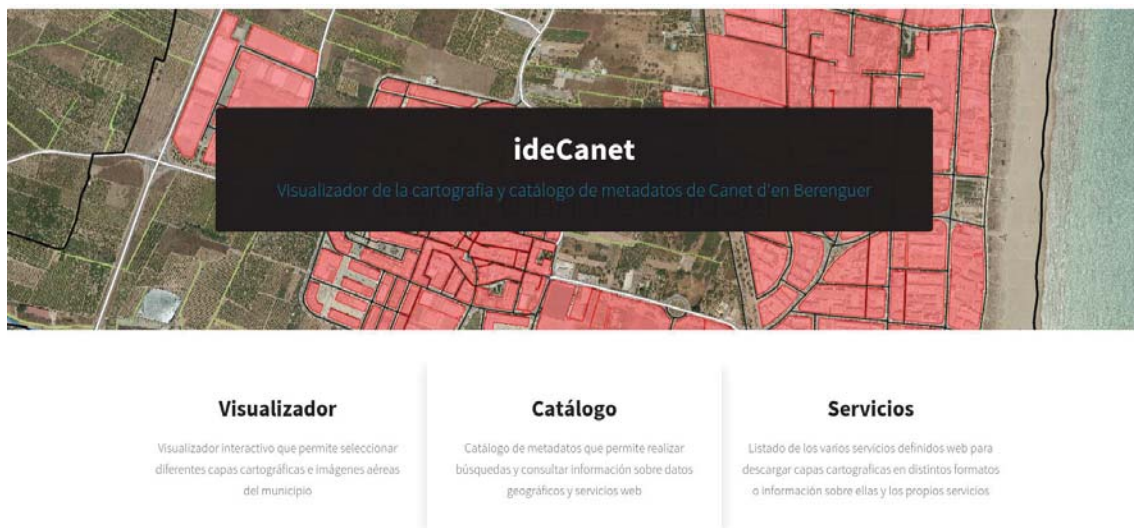 ideCanet
Visualizador de la cartografia y catálogo de metadatos de Canet d'en Berenguer
Visualizador
Visualizador interactivo que permite seleccionar
diferentes capas cartográficas e imágenes aéreas
del municipio
Catálogo
Catálogo de metadatos que permite realizar
búsquedas y consultar información sobre datos
geográficos y servicios web
Servicios
Listado de los varios servicios definidos web para
descargar capas cartograficas en distintos formatos
o información sobre ellas y los propios servicios